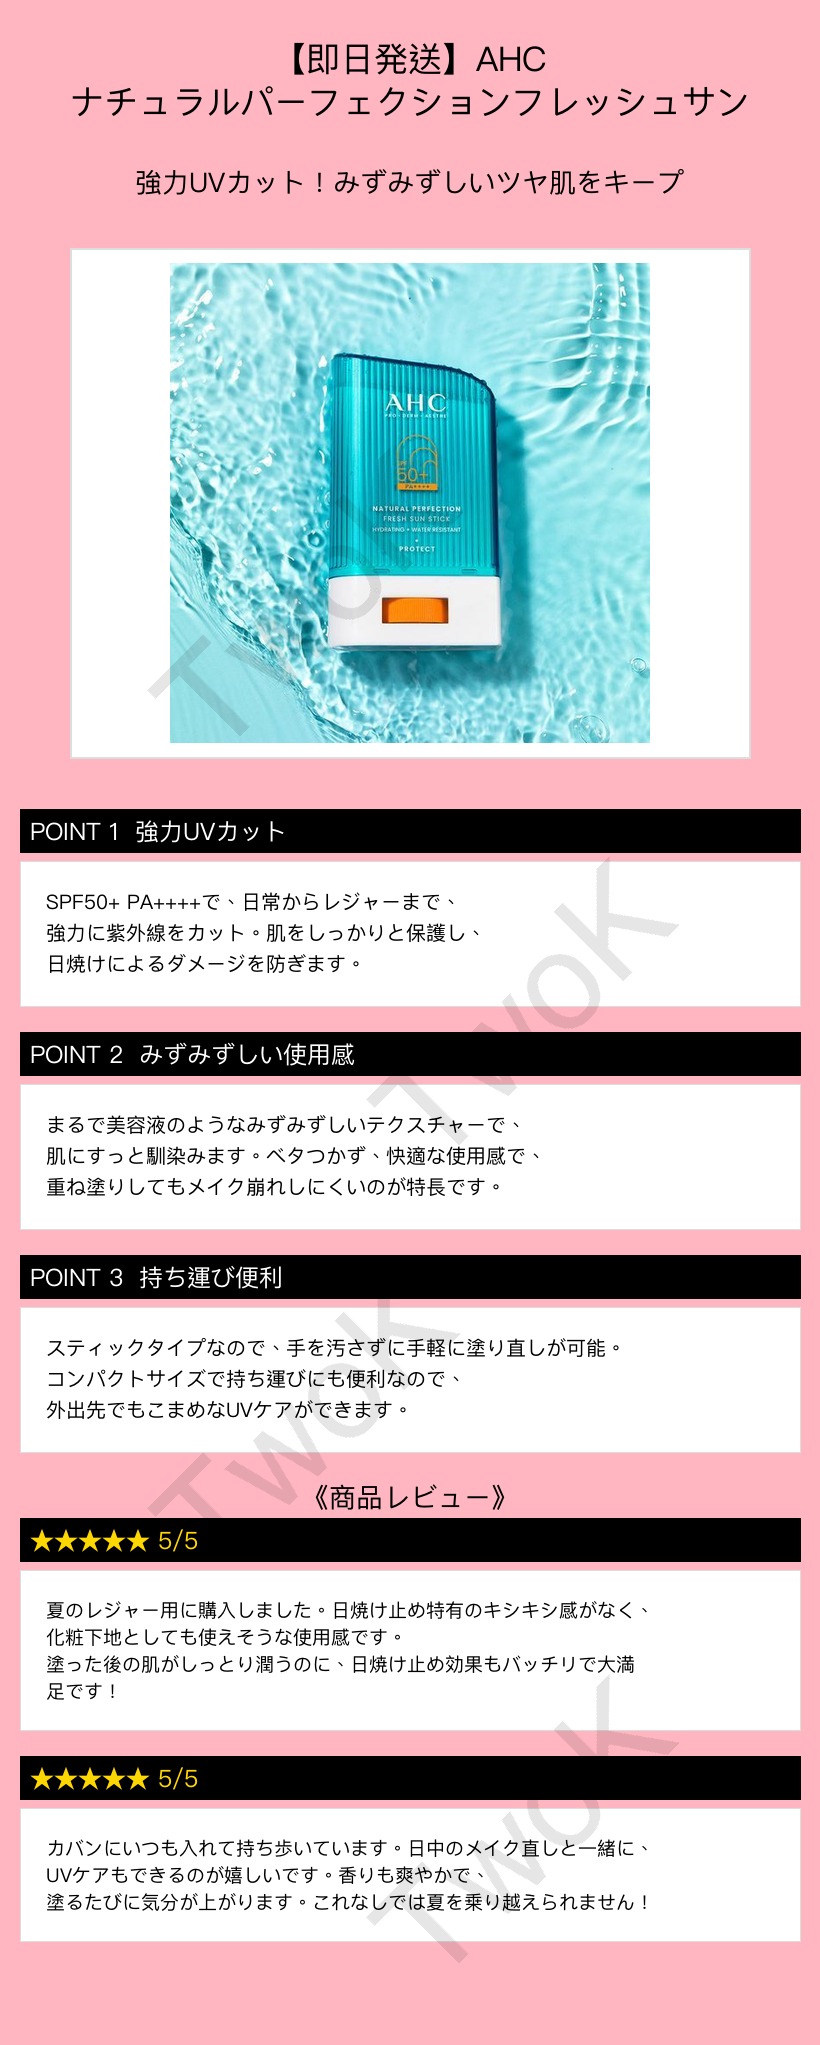 【即日発送】AHC
ナチュラルパーフェクションフレッシュサン
強力UVカット！みずみずしいツヤ肌をキープ
AHC
PRO·DERM·AESTHE
SPF
50+
PA++++
NATURAL PERFECTION
FRESH SUN STICK
HYDRATING + WATER RESISTANT
+
PROTECT
POINT 1 強力UVカット
SPF50+ PA++++で、日常からレジャーまで、
強力に紫外線をカット。肌をしっかりと保護し、
日焼けによるダメージを防ぎます。
POINT 2 みずみずしい使用感
まるで美容液のようなみずみずしいテクスチャーで、
肌にすっと馴染みます。ベタつかず、快適な使用感で、
重ね塗りしてもメイク崩れしにくいのが特長です。
POINT 3 持ち運び便利
スティックタイプなので、手を汚さずに手軽に塗り直しが可能。
コンパクトサイズで持ち運びにも便利なので、
外出先でもこまめなUVケアができます。
《商品レビュー》
★★★★★ 5/5
夏のレジャー用に購入しました。日焼け止め特有のキシキシ感がなく、
化粧下地としても使えそうな使用感です。
塗った後の肌がしっとり潤うのに、日焼け止め効果もバッチリで大満
足です！
★★★★★ 5/5
カバンにいつも入れて持ち歩いています。日中のメイク直しと一緒に、
UVケアもできるのが嬉しいです。香りも爽やかで、
塗るたびに気分が上がります。これなしでは夏を乗り越えられません！
TwoK
TwoK
TwoK
TwoK